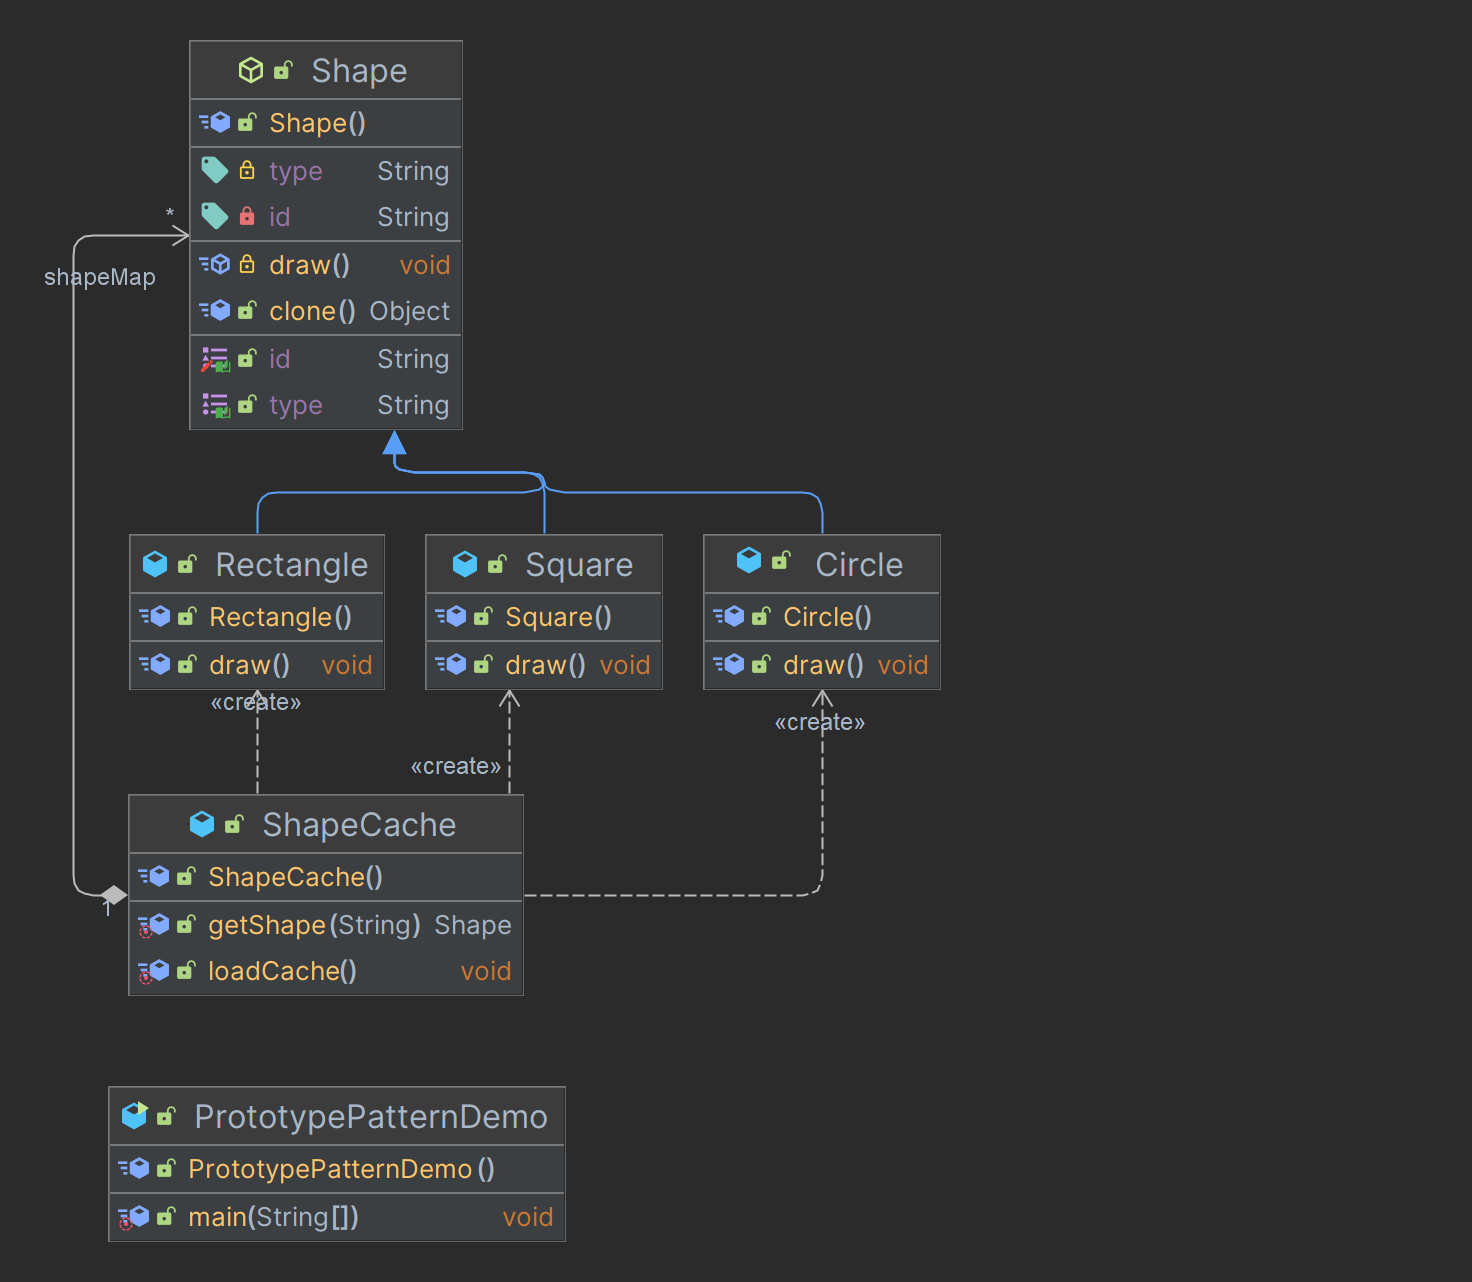 Shape
Shape()
type String
id String
*
draw() void
shapeMap
clone() Object
id String
type String
Rectangle
Rectangle()
draw() void
Square
Square()
draw() void
Circle
Circle()
draw() void
«create»
«create»
«create»
ShapeCache
ShapeCache()
1
getShape(String) Shape
loadCache() void
PrototypePatternDemo
PrototypePatternDemo()
main(String[]) void